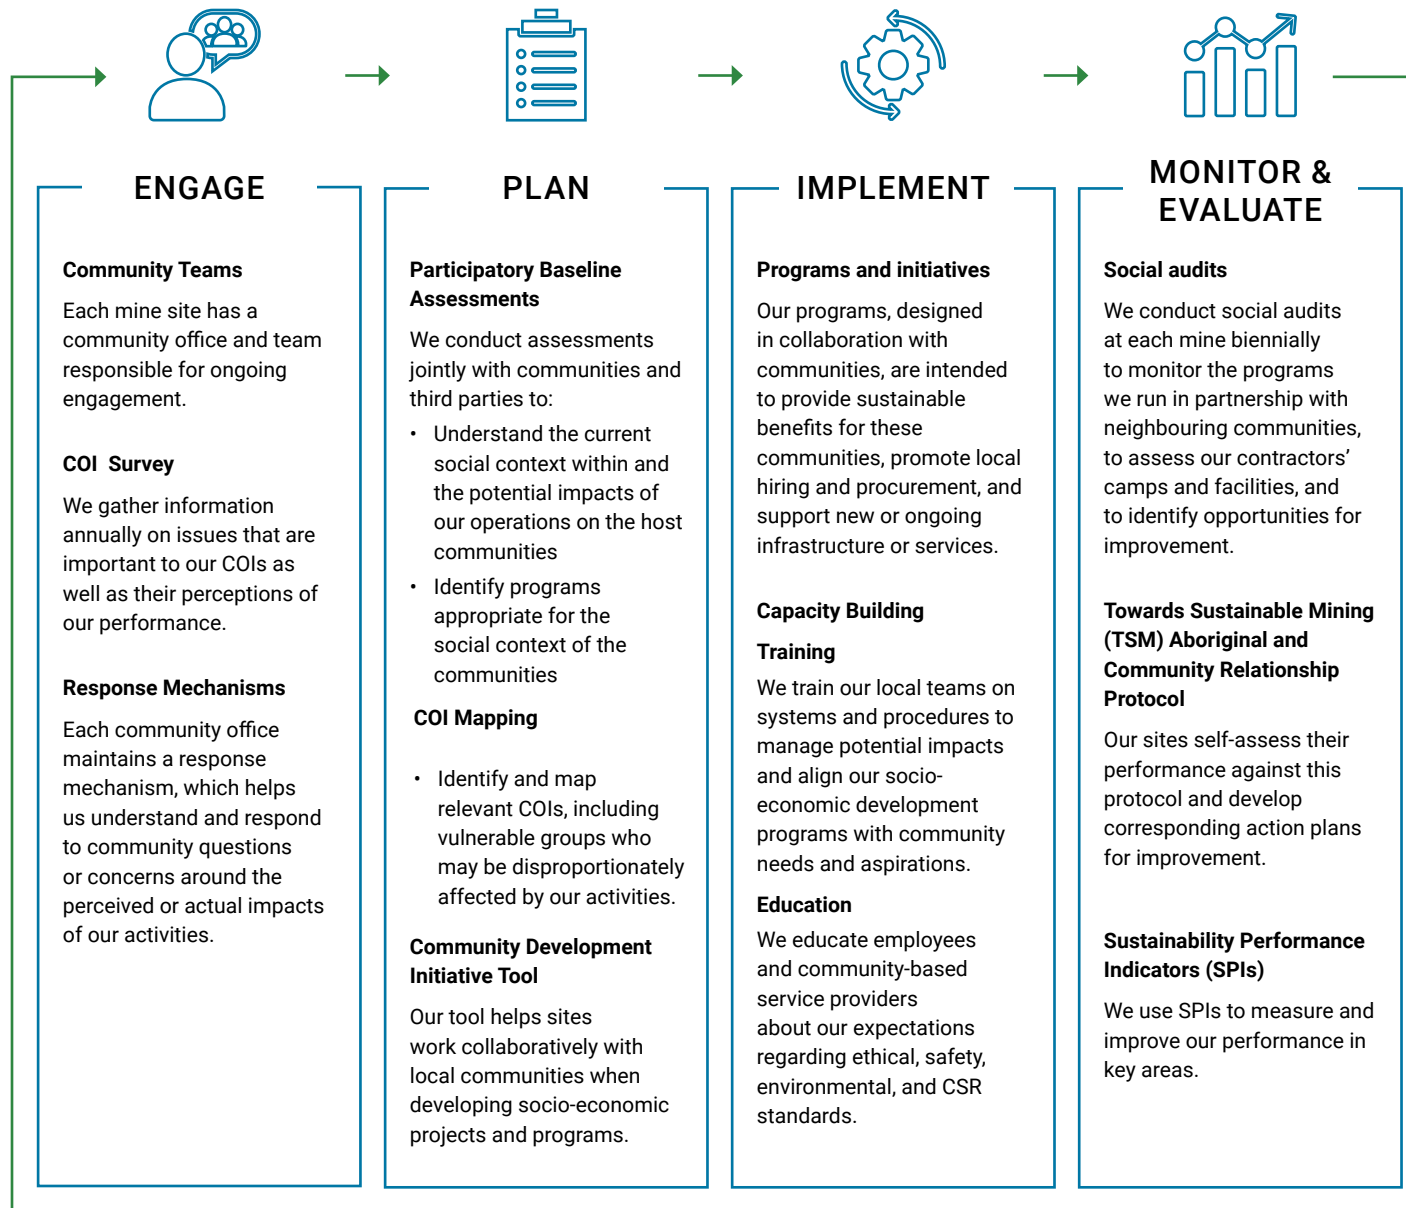 ENGAGE
Community Teams
Each mine site has a
community office and team
responsible for ongoing
engagement.
COI Survey
We gather information
annually on issues that are
important to our COIs as
well as their perceptions of
our performance.
Response Mechanisms
Each community office
maintains a response
mechanism, which helps
us understand and respond
to community questions
or concerns around the
perceived or actual impacts
of our activities.
PLAN
Participatory Baseline
Assessments
We conduct assessments
jointly with communities and
third parties to:
• Understand the current
social context within and
the potential impacts of
our operations on the host
communities
• Identify programs
appropriate for the
social context of the
communities
COI Mapping
• Identify and map
relevant COIs, including
vulnerable groups who
may be disproportionately
affected by our activities.
Community Development
Initiative Tool
Our tool helps sites
work collaboratively with
local communities when
developing socio-economic
projects and programs.
IMPLEMENT
Programs and initiatives
Our programs, designed
in collaboration with
communities, are intended
to provide sustainable
benefits for these
communities, promote local
hiring and procurement, and
support new or ongoing
infrastructure or services.
Capacity Building
Training
We train our local teams on
systems and procedures to
manage potential impacts
and align our socio-
economic development
programs with community
needs and aspirations.
Education
We educate employees
and community-based
service providers
about our expectations
regarding ethical, safety,
environmental, and CSR
standards.
MONITOR &
EVALUATE
Social audits
We conduct social audits
at each mine biennially
to monitor the programs
we run in partnership with
neighbouring communities,
to assess our contractors’
camps and facilities, and
to identify opportunities for
improvement.
Towards Sustainable Mining
(TSM) Aboriginal and
Community Relationship
Protocol
Our sites self-assess their
performance against this
protocol and develop
corresponding action plans
for improvement.
Sustainability Performance
Indicators (SPIs)
We use SPIs to measure and
improve our performance in
key areas.